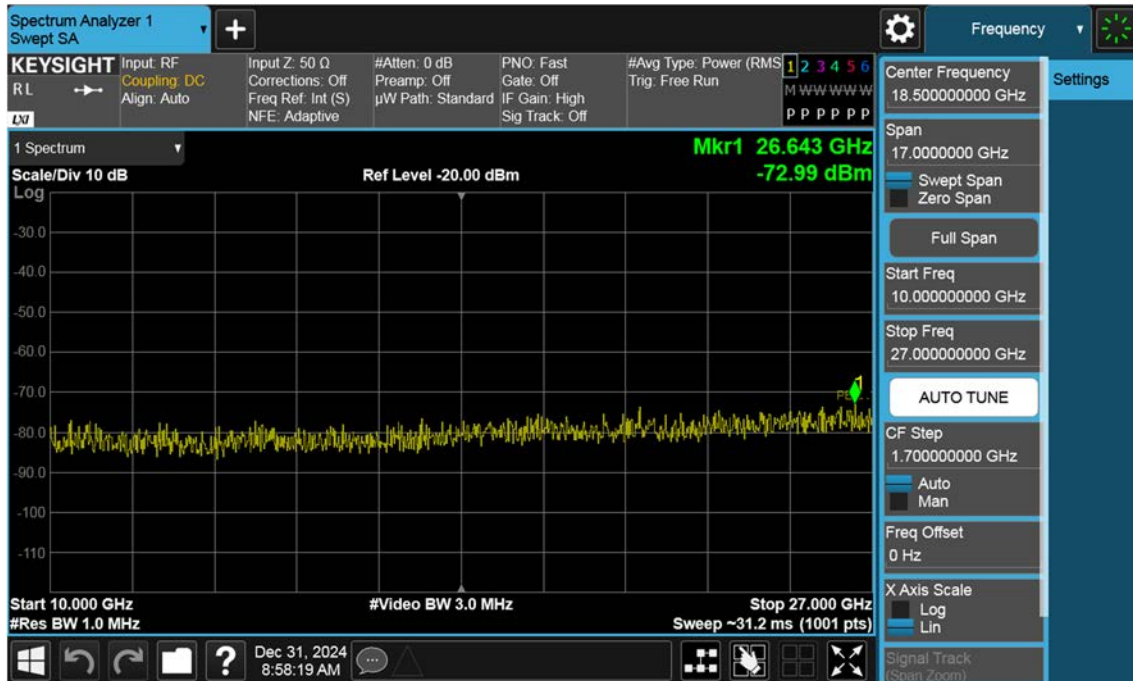 Spectrum Analyzer 1
Swept SA
Frequency
KEYSIGHT
RL
LXI
Input: RF
Coupling: DC
Align: Auto
Input Z: 50 Ω
Corrections: Off
Freq Ref: Int (S)
NFE: Adaptive
#Atten: 0 dB
Preamp: Off
µW Path: Standard
PNO: Fast
Gate: Off
IF Gain: High
Sig Track: Off
#Avg Type: Power (RMS
Trig: Free Run
1 2 3 4 5 6
M W W W W W
P P P P P P
1 Spectrum
Scale/Div 10 dB
Ref Level -20.00 dBm
Mkr1 26.643 GHz
-72.99 dBm
Log
-30.0
-40.0
-50.0
-60.0
-70.0
-80.0
-90.0
-100
-110
1
Start 10.000 GHz
#Res BW 1.0 MHz
#Video BW 3.0 MHz
Stop 27.000 GHz
Sweep ~31.2 ms (1001 pts)
Center Frequency
18.500000000 GHz
Span
17.0000000 GHz
Swept Span
Zero Span
Full Span
Start Freq
10.000000000 GHz
Stop Freq
27.000000000 GHz
AUTO TUNE
CF Step
1.700000000 GHz
Auto
Man
Freq Offset
0 Hz
X Axis Scale
Log
Lin
Signal Track
(Span Zoom)
Settings
?
Dec 31, 2024
8:58:19 AM